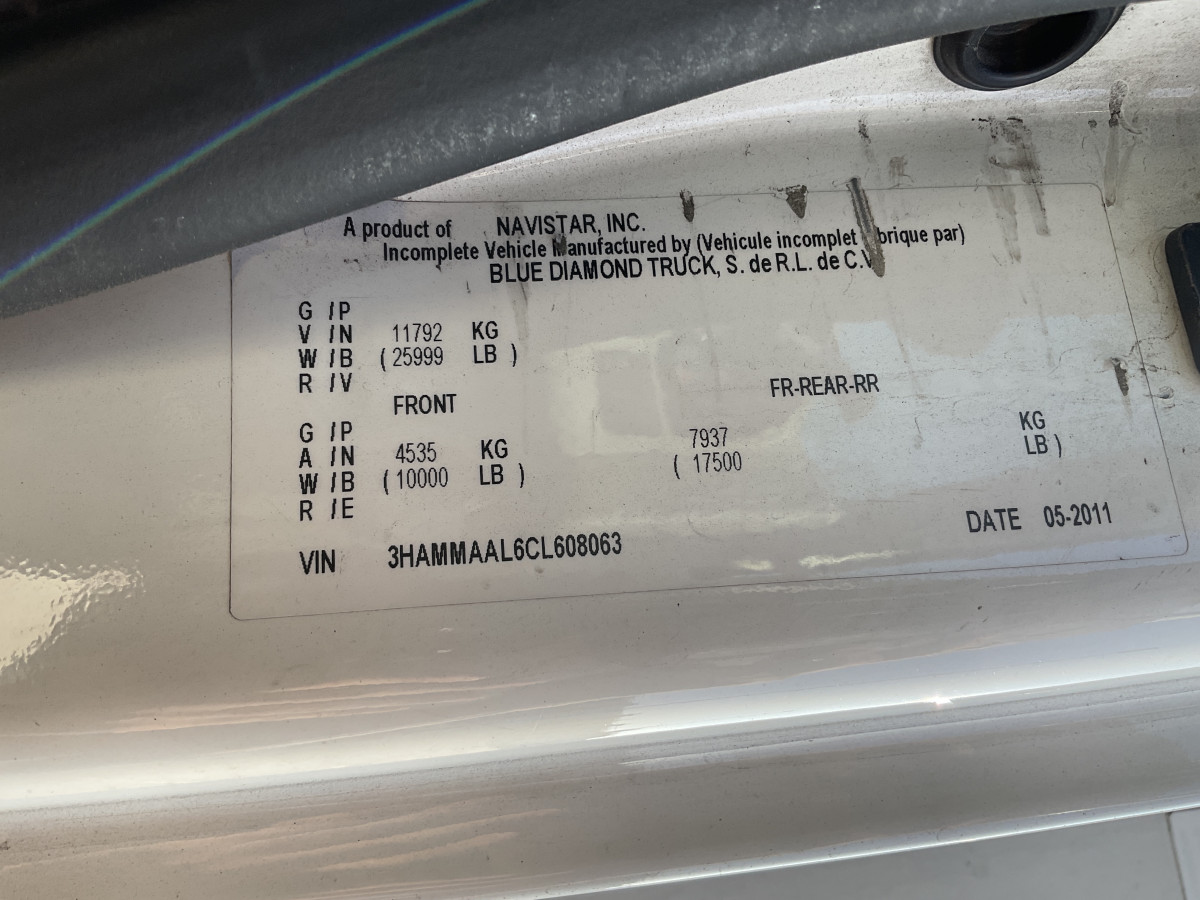 A product of NAVISTAR, INC.
Incomplete Vehicle Manufactured by (Vehicule incomplet brique par)
BLUE DIAMOND TRUCK, S. de R.L. de C.V
G /P
V /N 11792 KG
W /B ( 25999 LB )
R /V
FRONT FR-REAR-RR
G /P
A /N 4535 KG 7937 KG
W /B ( 10000 LB ) ( 17500 LB )
R /E
VIN 3HAMMAAL6CL608063 DATE 05-2011